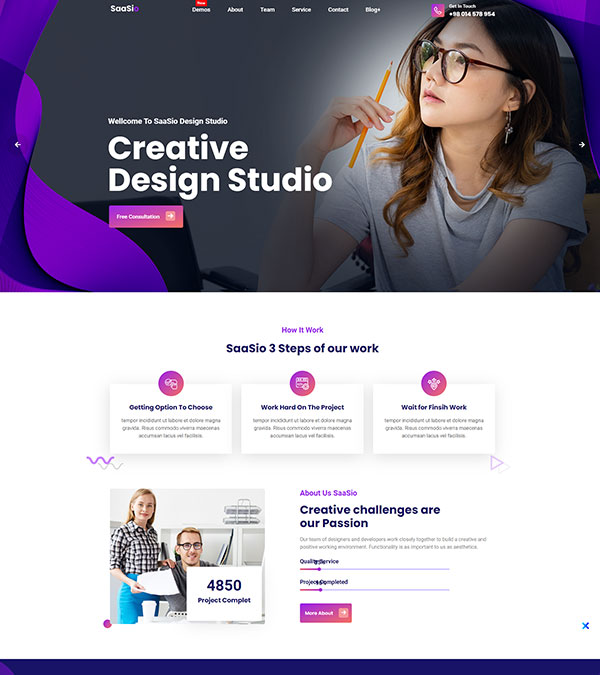 SaaSio
New
Demos About Team Service Contact Blog+
Get In Touch
+98 014 578 954
Wellcome To SaaSio Design Studio
Creative
Design Studio
Free Consultation
How It Work
SaaSio 3 Steps of our work
Getting Option To Choose
tempor incididunt ut labore et dolore magna
gravida. Risus commodo viverra maecenas
accumsan lacus vel facilisis.
Work Hard On The Project
tempor incididunt ut labore et dolore magna
gravida. Risus commodo viverra maecenas
accumsan lacus vel facilisis.
Wait for Finsih Work
tempor incididunt ut labore et dolore magna
gravida. Risus commodo viverra maecenas
accumsan lacus vel facilisis.
4850
Project Complet
About Us SaaSio
Creative challenges are
our Passion
Our team of designers and developers work closely together to build a creative and
positive working environment. Functionality is as important to us as aesthetics.
Quality Service
Project Completed
More About